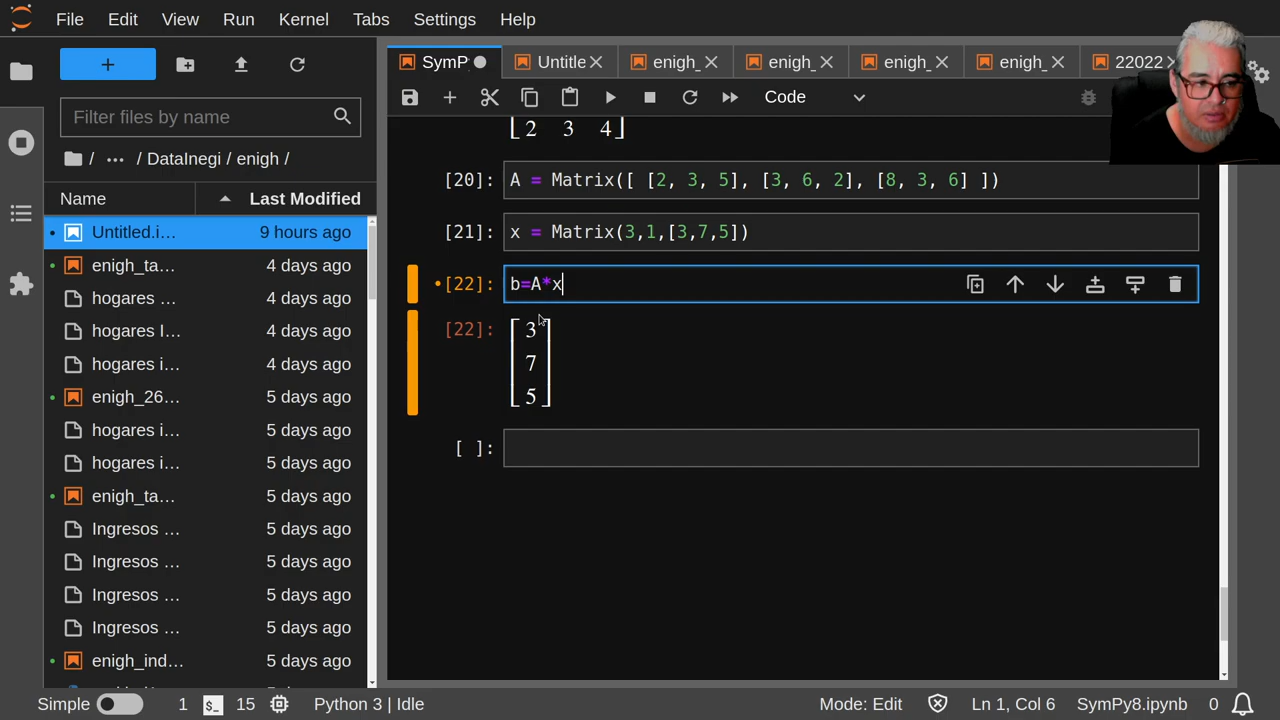 File Edit View Run Kernel Tabs Settings Help
+
SymP
Untitle
enigh_
enigh_
enigh_
enigh_
22022
Code
Filter files by name
/ ... / DataInegi / enigh /
Name Last Modified
Untitled.i… 9 hours ago
enigh_ta… 4 days ago
hogares … 4 days ago
hogares I… 4 days ago
hogares i… 4 days ago
enigh_26… 5 days ago
hogares i… 5 days ago
hogares i… 5 days ago
enigh_ta… 5 days ago
Ingresos … 5 days ago
Ingresos … 5 days ago
Ingresos … 5 days ago
Ingresos … 5 days ago
enigh_ind… 5 days ago
2 3 4
[20]: A = Matrix([ [2, 3, 5], [3, 6, 2], [8, 3, 6] ])
[21]: x = Matrix(3,1,[3,7,5])
[22]: b=A*x
[22]: 3
7
5
[ ]:
Simple 1 $_ 15 Python 3 | Idle Mode: Edit Ln 1, Col 6 SymPy8.ipynb 0